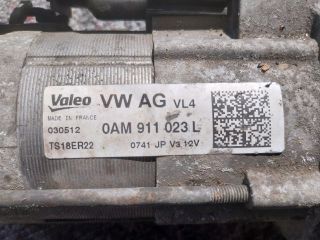 Valeo VW AG VL4
MADE IN FRANCE
030512 0AM 911 023 L
TS18ER22 0741 JP V3 12V